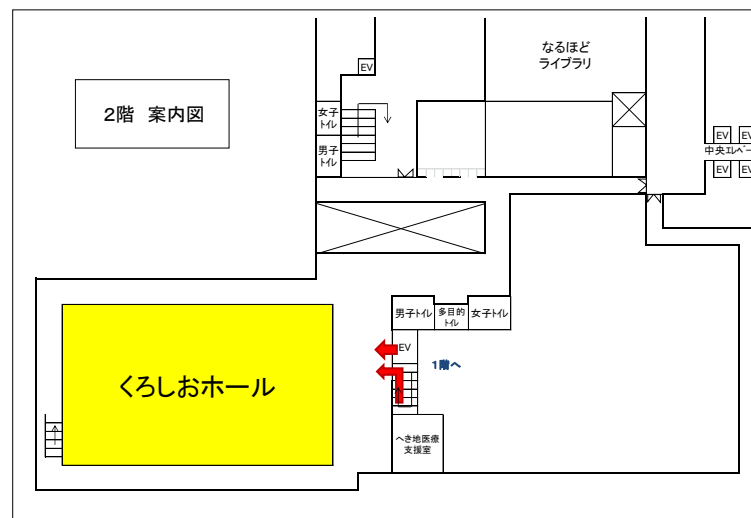 なるほど
ライブラリ
EV
2階 案内図
女子
トイレ
男子
トイレ
EV EV
中央エレベー
EV EV
男子トイレ
多目的
トイレ
女子トイレ
EV
1階へ
くろしおホール
へき地医療
支援室